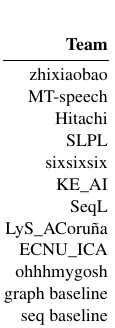 Team
zhixiaobao
MT-speech
Hitachi
SLPL
sixsixsix
KE_AI
SeqL
LyS_ACoruña
ECNU_ICA
ohhhmygosh
graph baseline
seq baseline